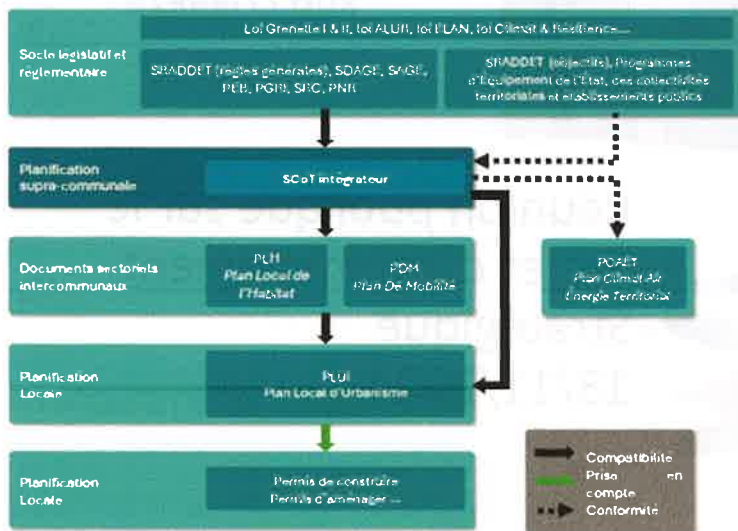 Loi Grenelle I & II, loi ALUR, loi ELAN, loi Climat & Résilience...
Socle législatif et
réglementaire
SRADDET (règles générales), SDAGE, SAGE,
PEB, PGRI, SRC, PNR
SRADDET (objectifs), Programmes
d'Equipement de l'Etat, des collectivités
territoriales et établissements publics
Planification
supra-communale
SCoT intégrateur
Documents sectoriels
intercommunaux
PLH
Plan Local de
l'Habitat
PDM
Plan De Mobilité
PCAET
Plan Climat Air
Energie Territorial
Planification
Locale
PLUi
Plan Local d'Urbanisme
Planification
Locale
Permis de construire
Permis d'aménager ...
Compatibilité
Prise en
compte
Conformité